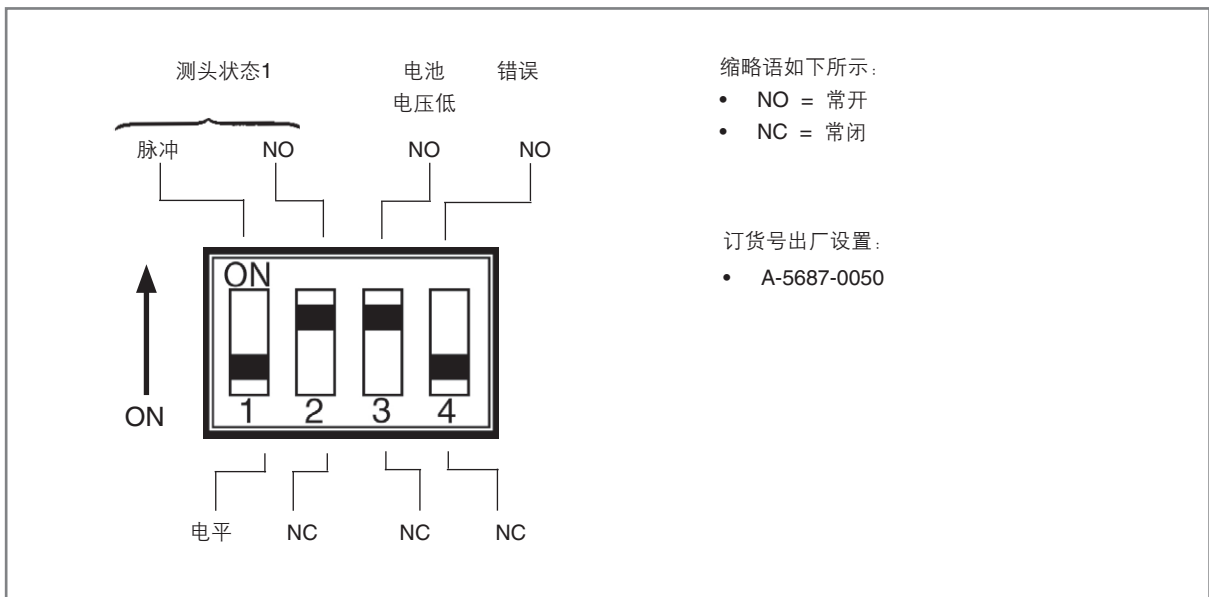 测头状态1
电池
电压低
错误
脉冲 NO NO NO
ON
1 2 3 4
ON
电平 NC NC NC
缩略语如下所示：
• NO = 常开
• NC = 常闭
订货号出厂设置：
• A-5687-0050